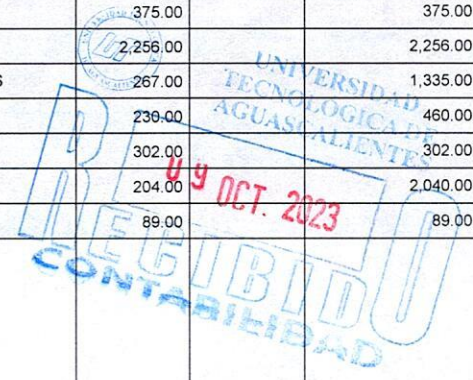 375.00 375.00
2,256.00 2,256.00
S 267.00 1,335.00
230.00 460.00
302.00 302.00
204.00 2,040.00
89.00 89.00
UNIVERSIDAD
TECNOLOGICA DE
AGUASCALIENTES
09 OCT. 2023
RECIBIDO
CONTABILIDAD